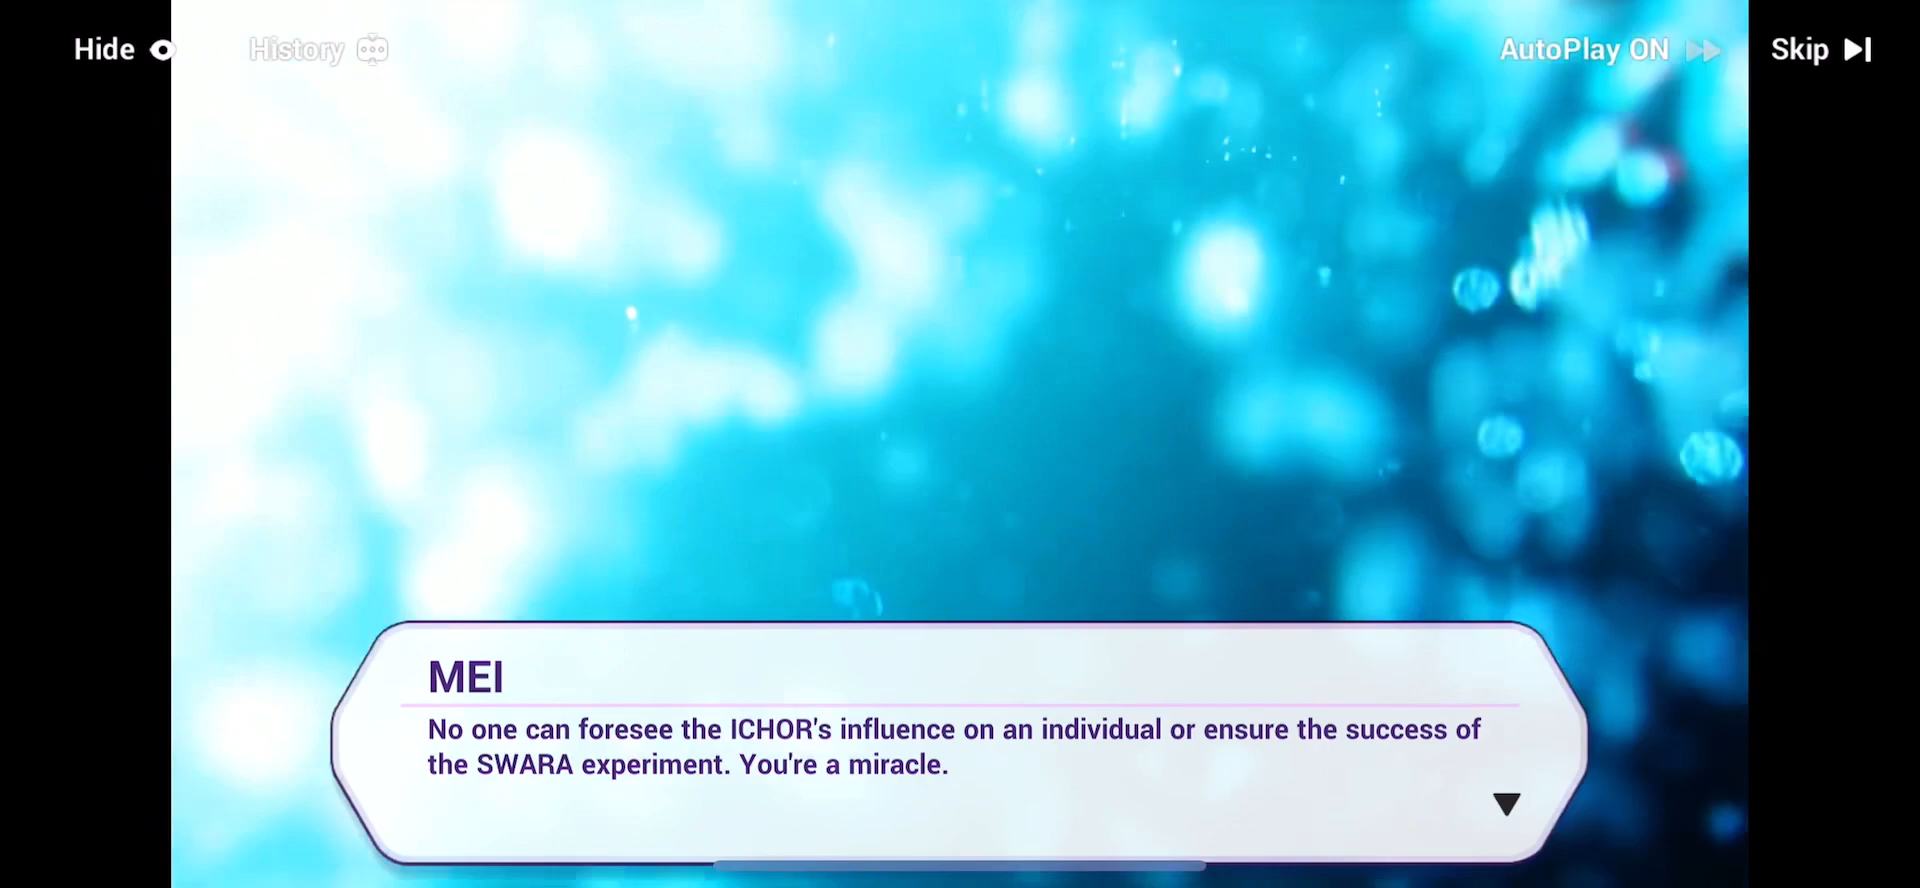 Hide
History
AutoPlay ON
Skip
MEI
No one can foresee the ICHOR's influence on an individual or ensure the success of
the SWARA experiment. You're a miracle.